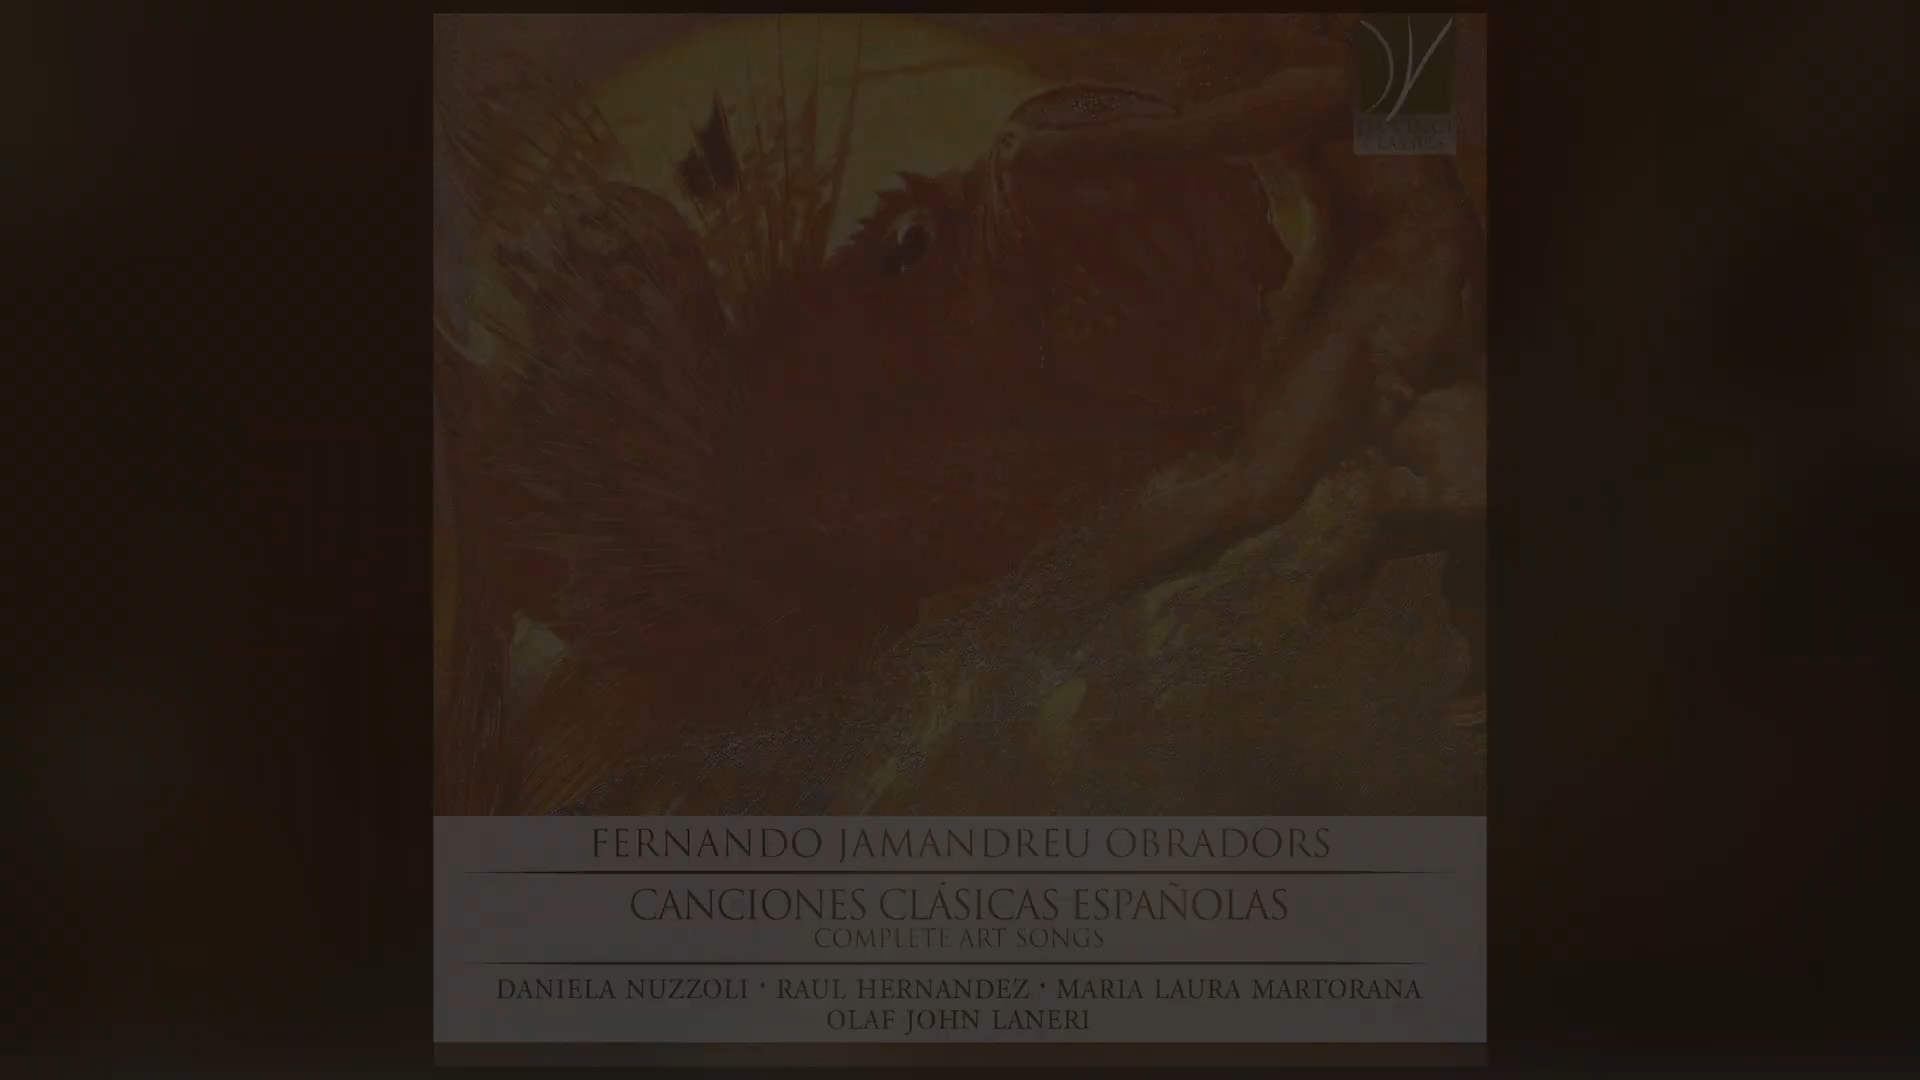 CLASSICS
FERNANDO JAMANDREU OBRADORS
CANCIONES CLÁSICAS ESPAÑOLAS
COMPLETE ART SONGS
DANIELA NUZZOLI • RAUL HERNANDEZ • MARIA LAURA MARTORANA
OLAF JOHN LANERI